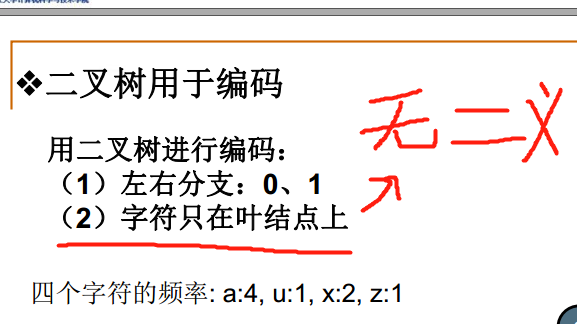 ❖二叉树用于编码
用二叉树进行编码：
（1）左右分支：0、1
（2）字符只在叶结点上
无二义
四个字符的频率: a:4, u:1, x:2, z:1